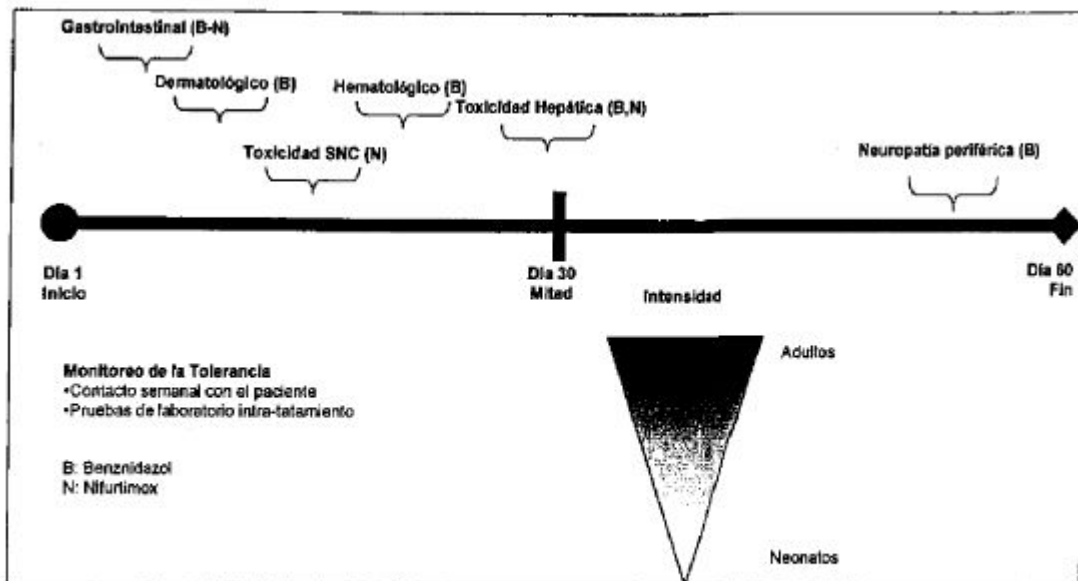 Gastrointestinal (B-N)
Dermatológico (B)
Hematológico (B)
Toxicidad Hepática (B,N)
Toxicidad SNC (N)
Neuropatía periférica (B)
Día 1
Inicio
Día 30
Mitad
Día 60
Fin
Intensidad
Adultos
Monitoreo de la Tolerancia
•Contacto semanal con el paciente
•Pruebas de laboratorio intra-tatamiento
B: Benznidazol
N: Nifurtimox
Neonatos